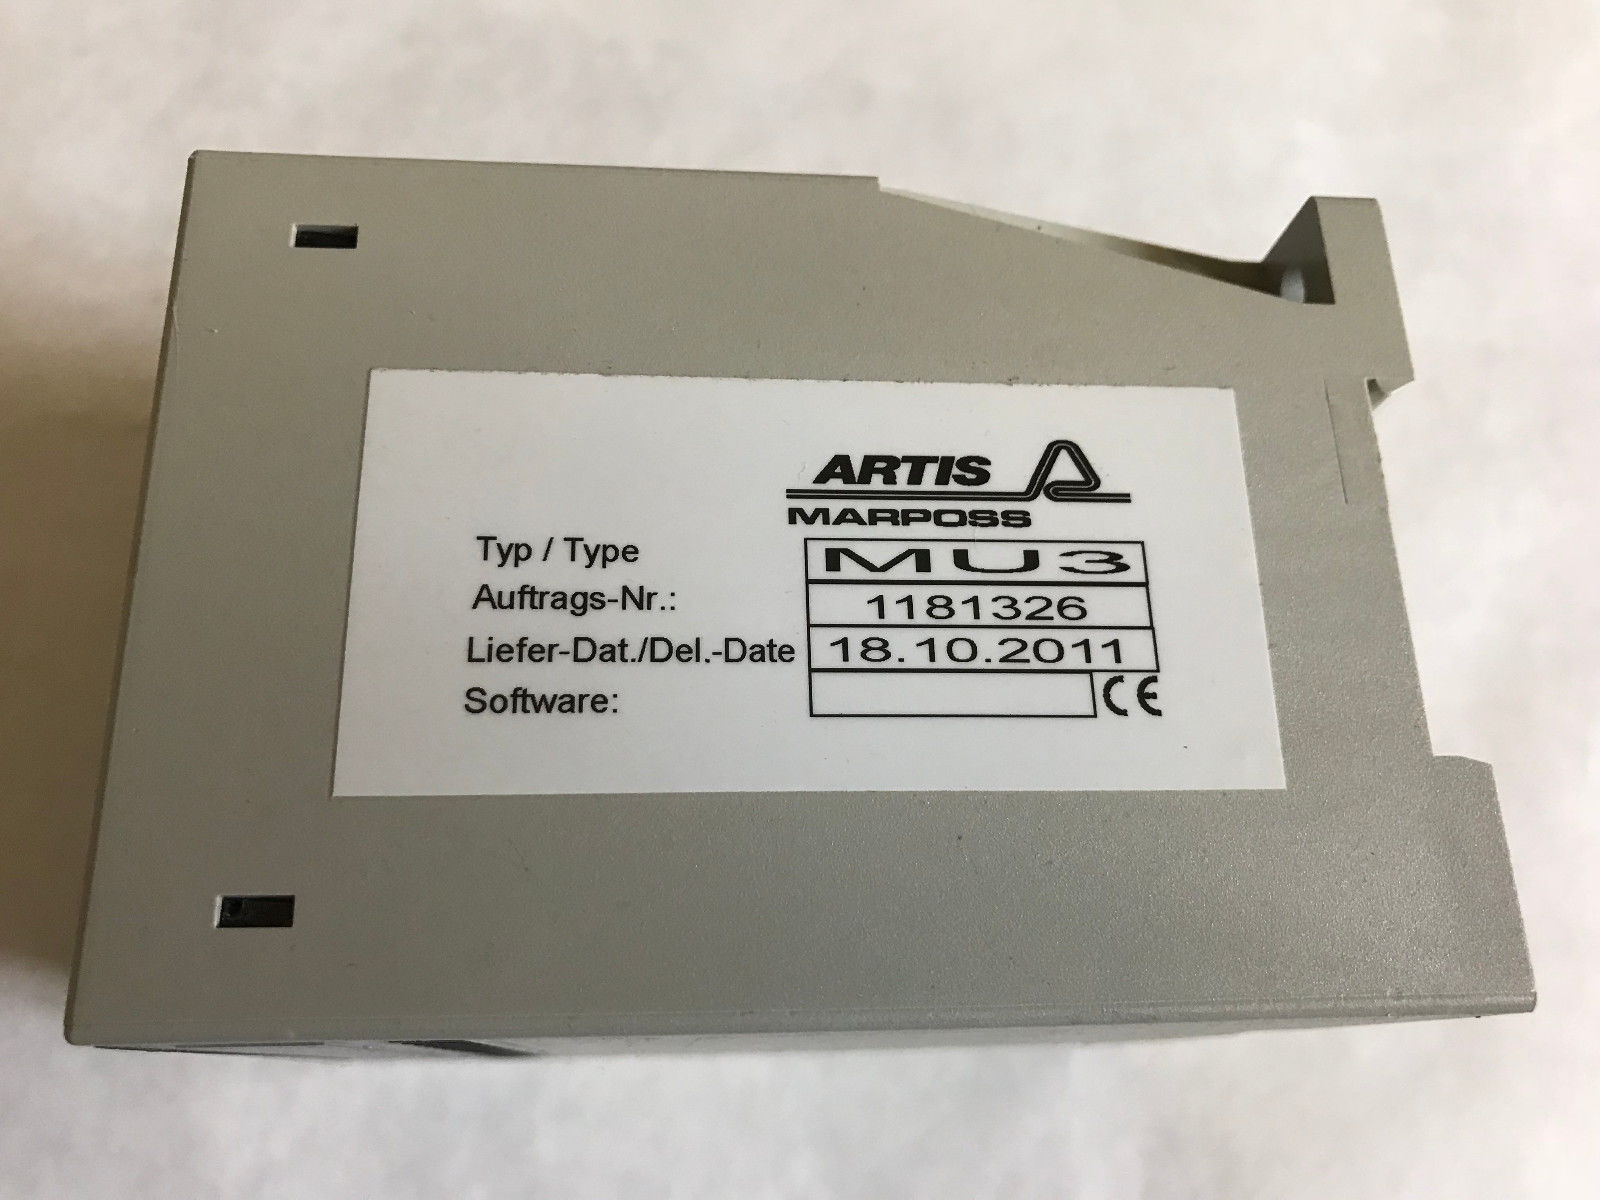 ARTIS
MARPOSS
Typ / Type MU3
Auftrags-Nr.: 1181326
Liefer-Dat./Del.-Date 18.10.2011
Software: CE